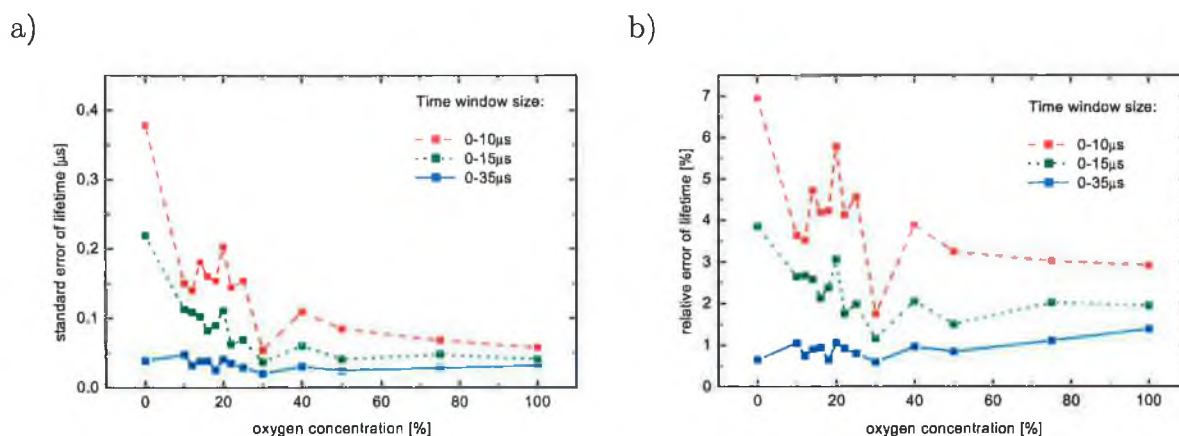 a)
standard error of lifetime [µs]
0,4
0,3
0,2
0,1
0,0
0
20
40
60
80
100
oxygen concentration [%]
Time window size:
0-10µs
0-15µs
0-35µs
b)
relative error of lifetime [%]
7
6
5
4
3
2
1
0
0
20
40
60
80
100
oxygen concentration [%]
Time window size:
0-10µs
0-15µs
0-35µs